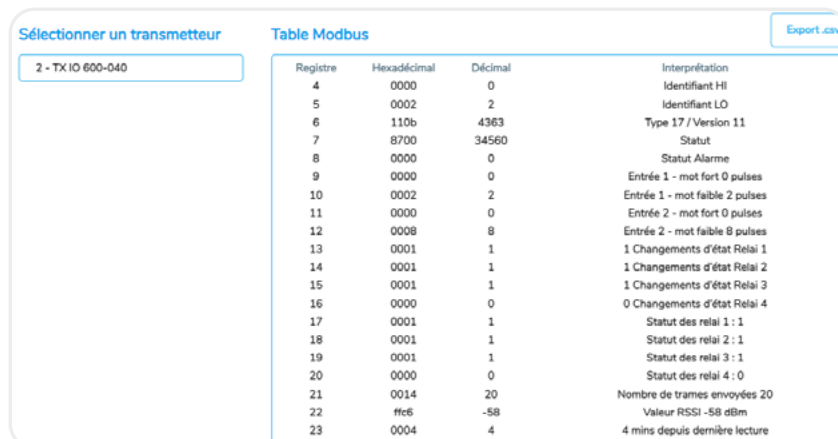 Sélectionner un transmetteur
2 - TX IO 600-040
Table Modbus
Export .csv
Registre Hexadécimal Décimal Interprétation
4 0000 0 Identifiant HI
5 0002 2 Identifiant LO
6 110b 4363 Type 17 / Version 11
7 8700 34560 Statut
8 0000 0 Statut Alarme
9 0000 0 Entrée 1 - mot fort 0 pulses
10 0002 2 Entrée 1 - mot faible 2 pulses
11 0000 0 Entrée 2 - mot fort 0 pulses
12 0008 8 Entrée 2 - mot faible 8 pulses
13 0001 1 1 Changements d'état Relai 1
14 0001 1 1 Changements d'état Relai 2
15 0001 1 1 Changements d'état Relai 3
16 0000 0 0 Changements d'état Relai 4
17 0001 1 Statut des relai 1 : 1
18 0001 1 Statut des relai 2 : 1
19 0001 1 Statut des relai 3 : 1
20 0000 0 Statut des relai 4 : 0
21 0014 20 Nombre de trames envoyées 20
22 ffc6 -58 Valeur RSSI -58 dBm
23 0004 4 4 mins depuis dernière lecture